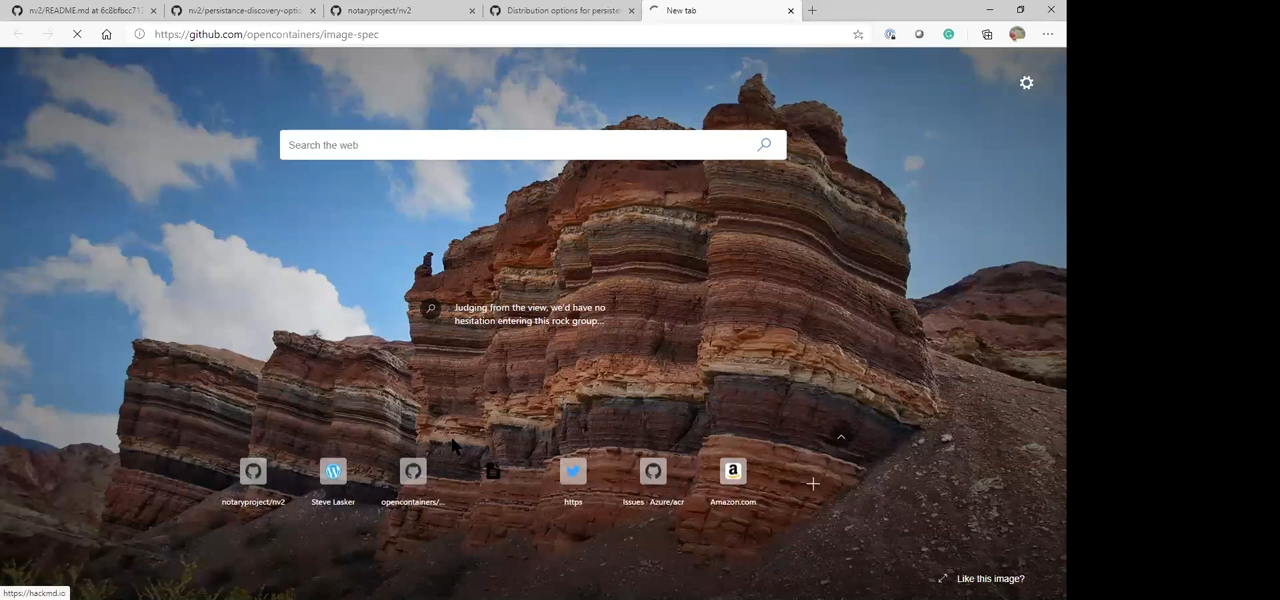 nv2/README.md at 6c8bfbcc713
nv2/persistance-discovery-optio
notaryproject/nv2
Distribution options for persiste
New tab
https://github.com/opencontainers/image-spec
Search the web
Judging from the view, we'd have no
hesitation entering this rock group...
notaryproject/nv2
Steve Lasker
opencontainers/...
https
Issues · Azure/acr
Amazon.com
Like this image?
https://hackmd.io